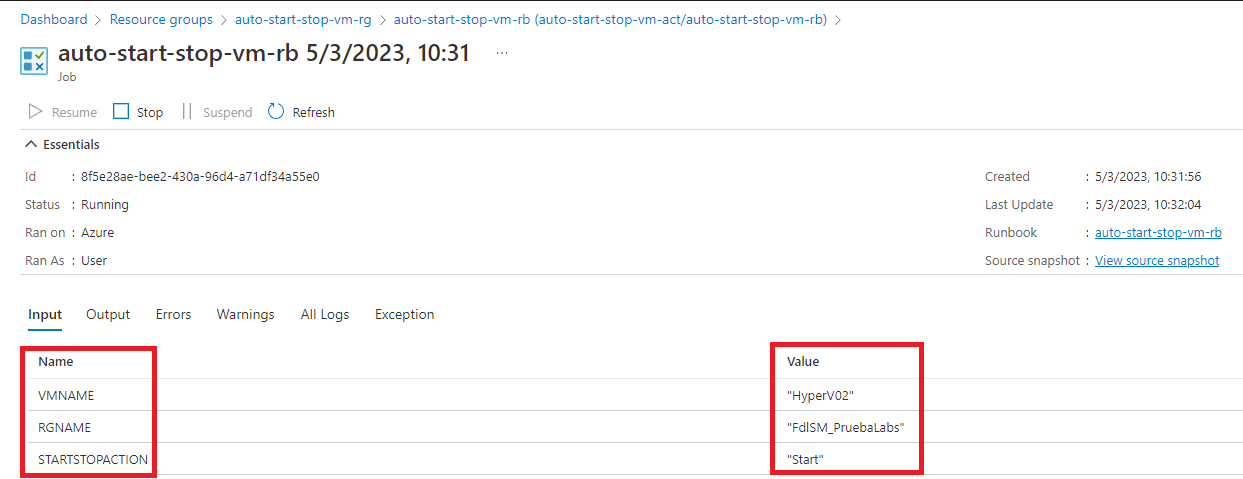 Dashboard > Resource groups > auto-start-stop-vm-rg > auto-start-stop-vm-rb (auto-start-stop-vm-act/auto-start-stop-vm-rb) >
auto-start-stop-vm-rb 5/3/2023, 10:31 ...
Job
Resume Stop Suspend Refresh
Essentials
Id : 8f5e28ae-bee2-430a-96d4-a71df34a55e0 Created : 5/3/2023, 10:31:56
Status : Running Last Update : 5/3/2023, 10:32:04
Ran on : Azure Runbook : auto-start-stop-vm-rb
Ran As : User Source snapshot : View source snapshot
Input Output Errors Warnings All Logs Exception
Name Value
VMNAME "HyperV02"
RGNAME "FdlSM_PruebaLabs"
STARTSTOPACTION "Start"